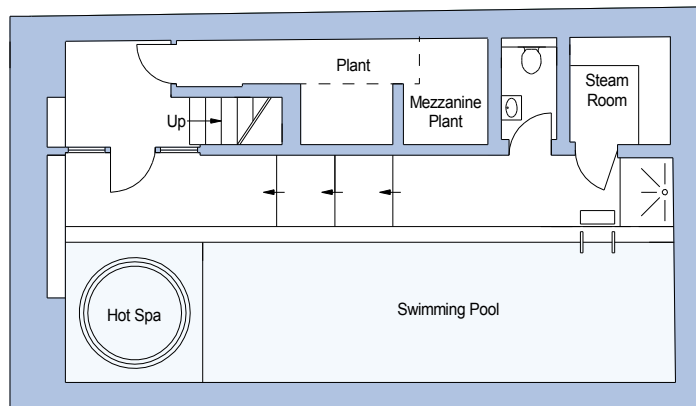 Plant
Steam
Room
Mezzanine
Plant
Up
Swimming Pool
Hot Spa